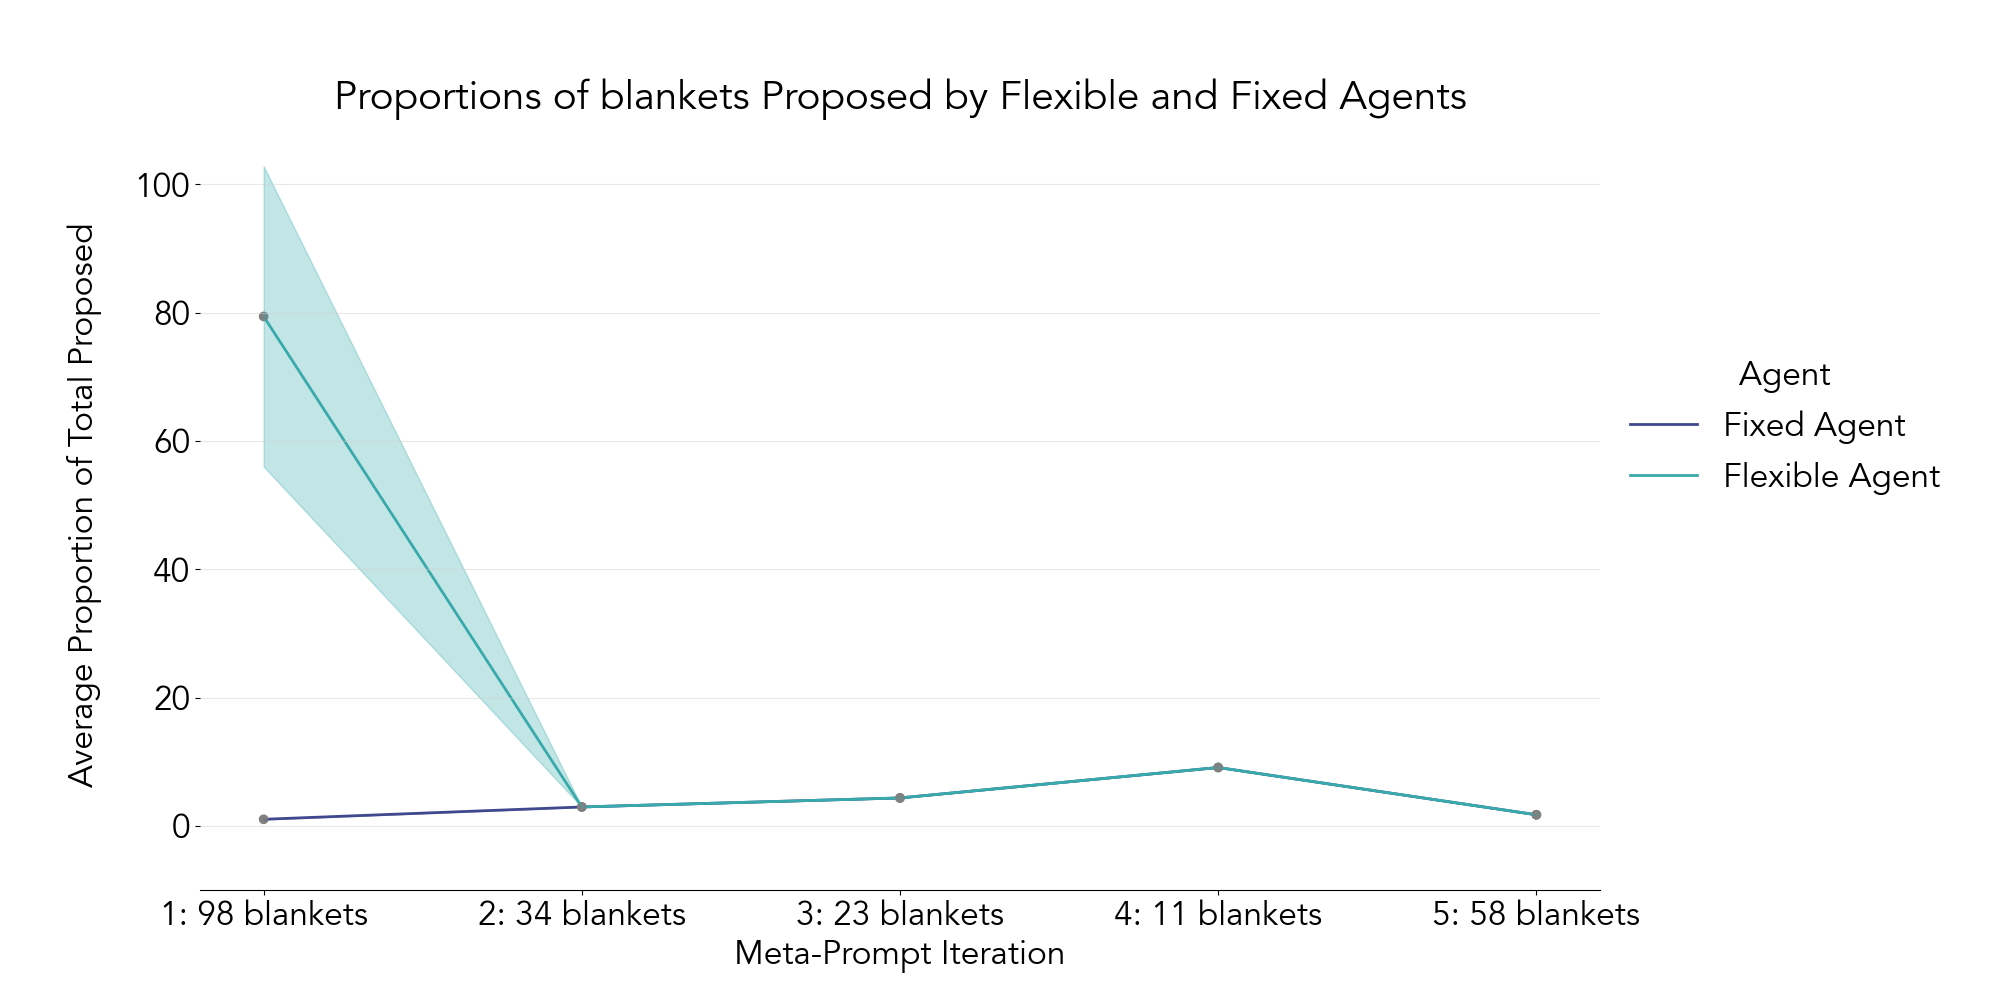 Proportions of blankets Proposed by Flexible and Fixed Agents
Average Proportion of Total Proposed
100
80
60
40
20
0
1: 98 blankets
2: 34 blankets
3: 23 blankets
4: 11 blankets
5: 58 blankets
Meta-Prompt Iteration
Agent
Fixed Agent
Flexible Agent